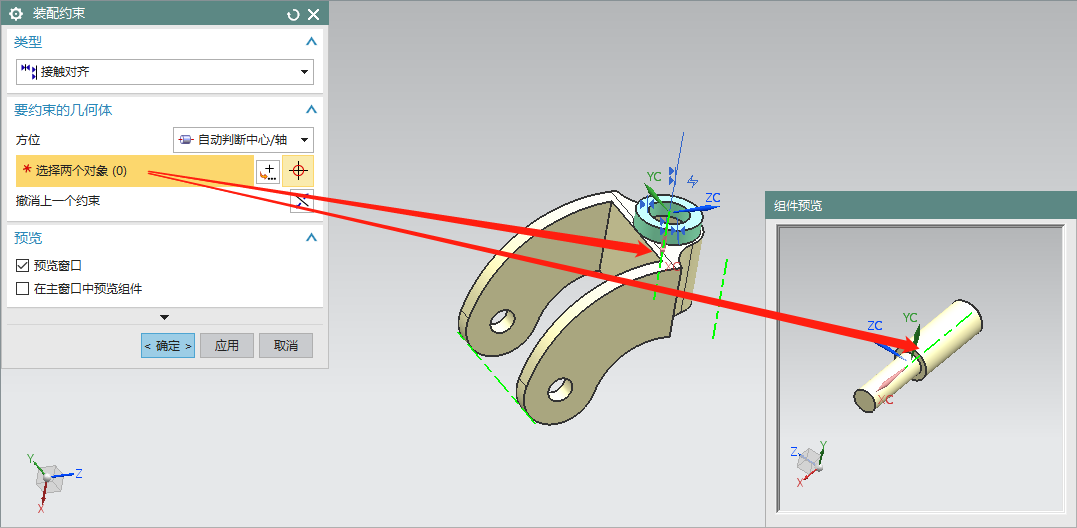 装配约束
类型
接触对齐
要约束的几何体
方位
自动判断中心/轴
* 选择两个对象 (0)
撤消上一个约束
预览
预览窗口
在主窗口中预览组件
< 确定 >
应用
取消
YC
ZC
组件预览
YC
ZC
XC
Y
Z
X
Y
Z
X